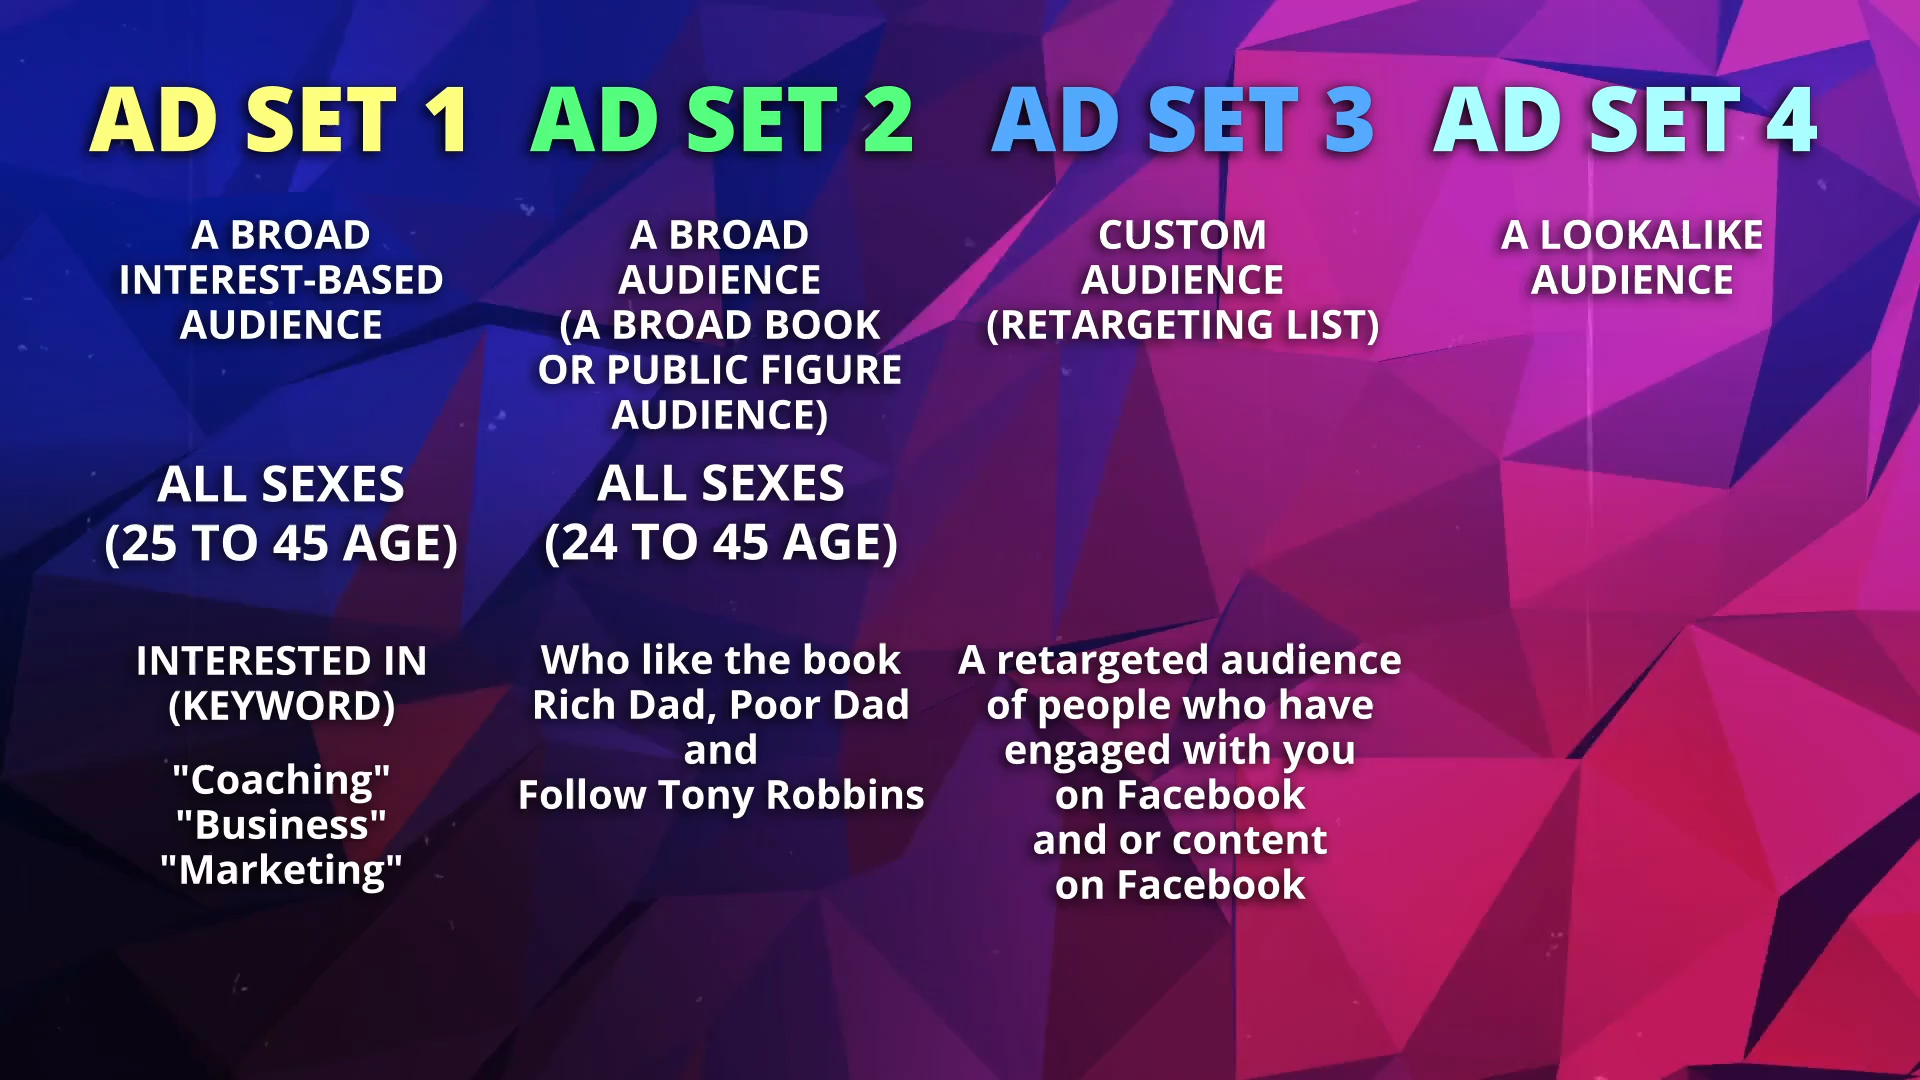 AD SET 1
A BROAD
INTEREST-BASED
AUDIENCE
ALL SEXES
(25 TO 45 AGE)
INTERESTED IN
(KEYWORD)
"Coaching"
"Business"
"Marketing"
AD SET 2
A BROAD
AUDIENCE
(A BROAD BOOK
OR PUBLIC FIGURE
AUDIENCE)
ALL SEXES
(24 TO 45 AGE)
Who like the book
Rich Dad, Poor Dad
and
Follow Tony Robbins
AD SET 3
CUSTOM
AUDIENCE
(RETARGETING LIST)
A retargeted audience
of people who have
engaged with you
on Facebook
and or content
on Facebook
AD SET 4
A LOOKALIKE
AUDIENCE